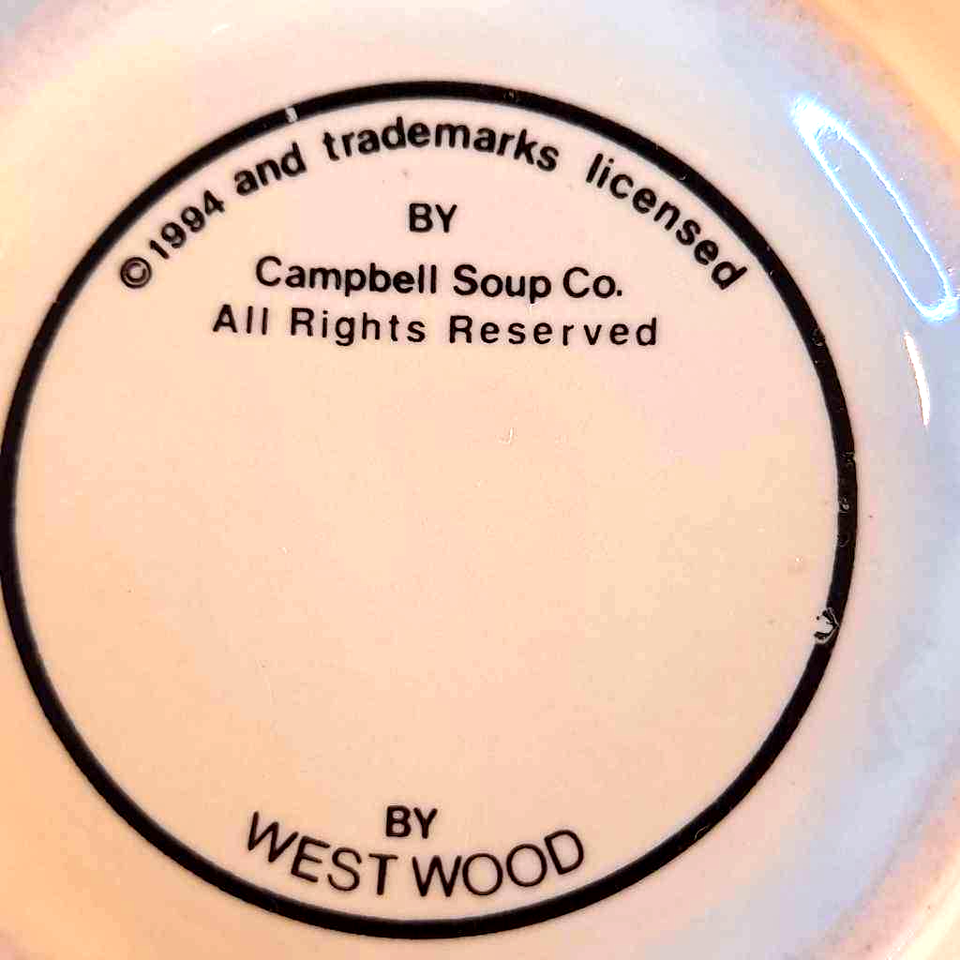 ©1994 and trademarks licensed
BY
Campbell Soup Co.
All Rights Reserved
BY
WESTWOOD